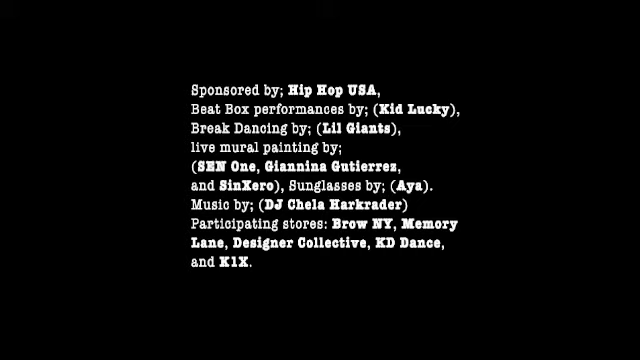 Sponsored by; Hip Hop USA,
Beat Box performances by; (Kid Lucky),
Break Dancing by; (Lil Giants),
live mural painting by;
(SEN One, Giannina Gutierrez,
and SinXero), Sunglasses by; (Aya).
Music by; (DJ Chela Harkrader)
Participating stores: Brow NY, Memory
Lane, Designer Collective, KD Dance,
and K1X.